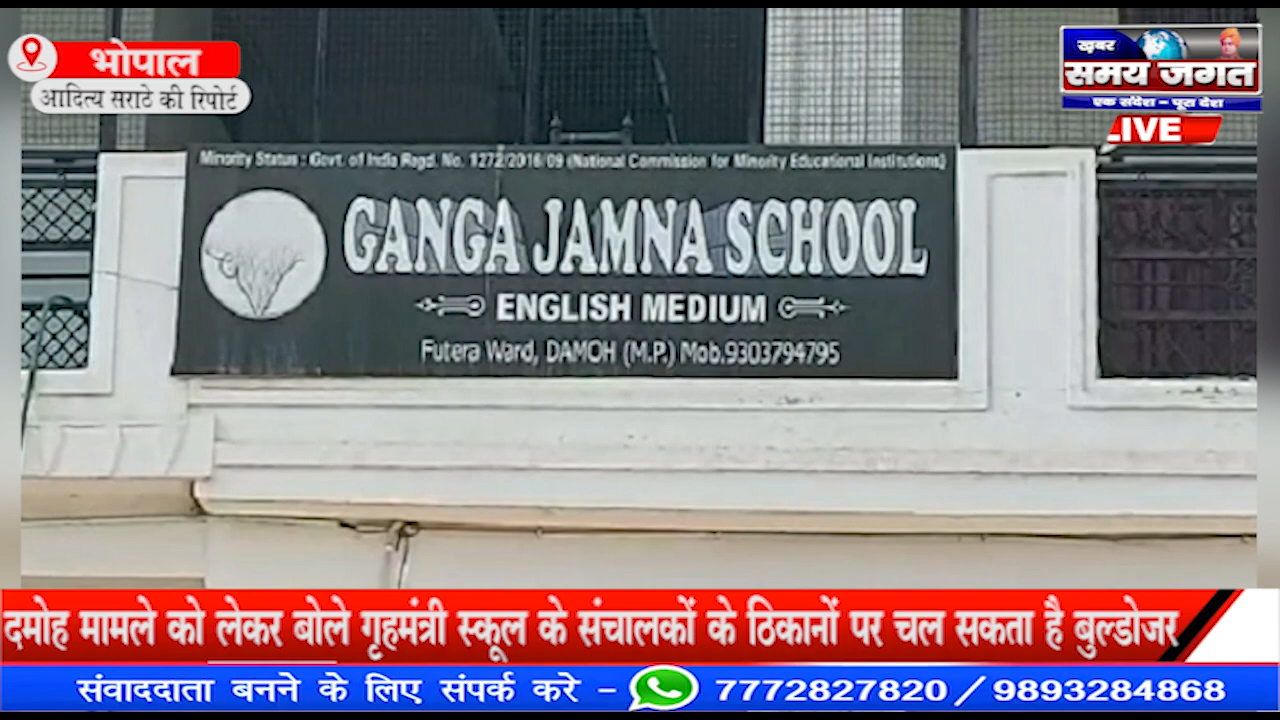 भोपाल
आदित्य सराठे की रिपोर्ट
ख़बर
समय जगत
एक संदेश - पूरा देश
LIVE
Minority Status : Govt. of India Regd. No. 1272/2016/09 (National Commission for Minority Educational Institutions)
GANGA JAMNA SCHOOL
ENGLISH MEDIUM
Futera Ward, DAMOH (M.P.) Mob.9303794795
दमोह मामले को लेकर बोले गृहमंत्री स्कूल के संचालकों के ठिकानों पर चल सकता है बुल्डोजर
संवाददाता बनने के लिए संपर्क करे - 7772827820 / 9893284868